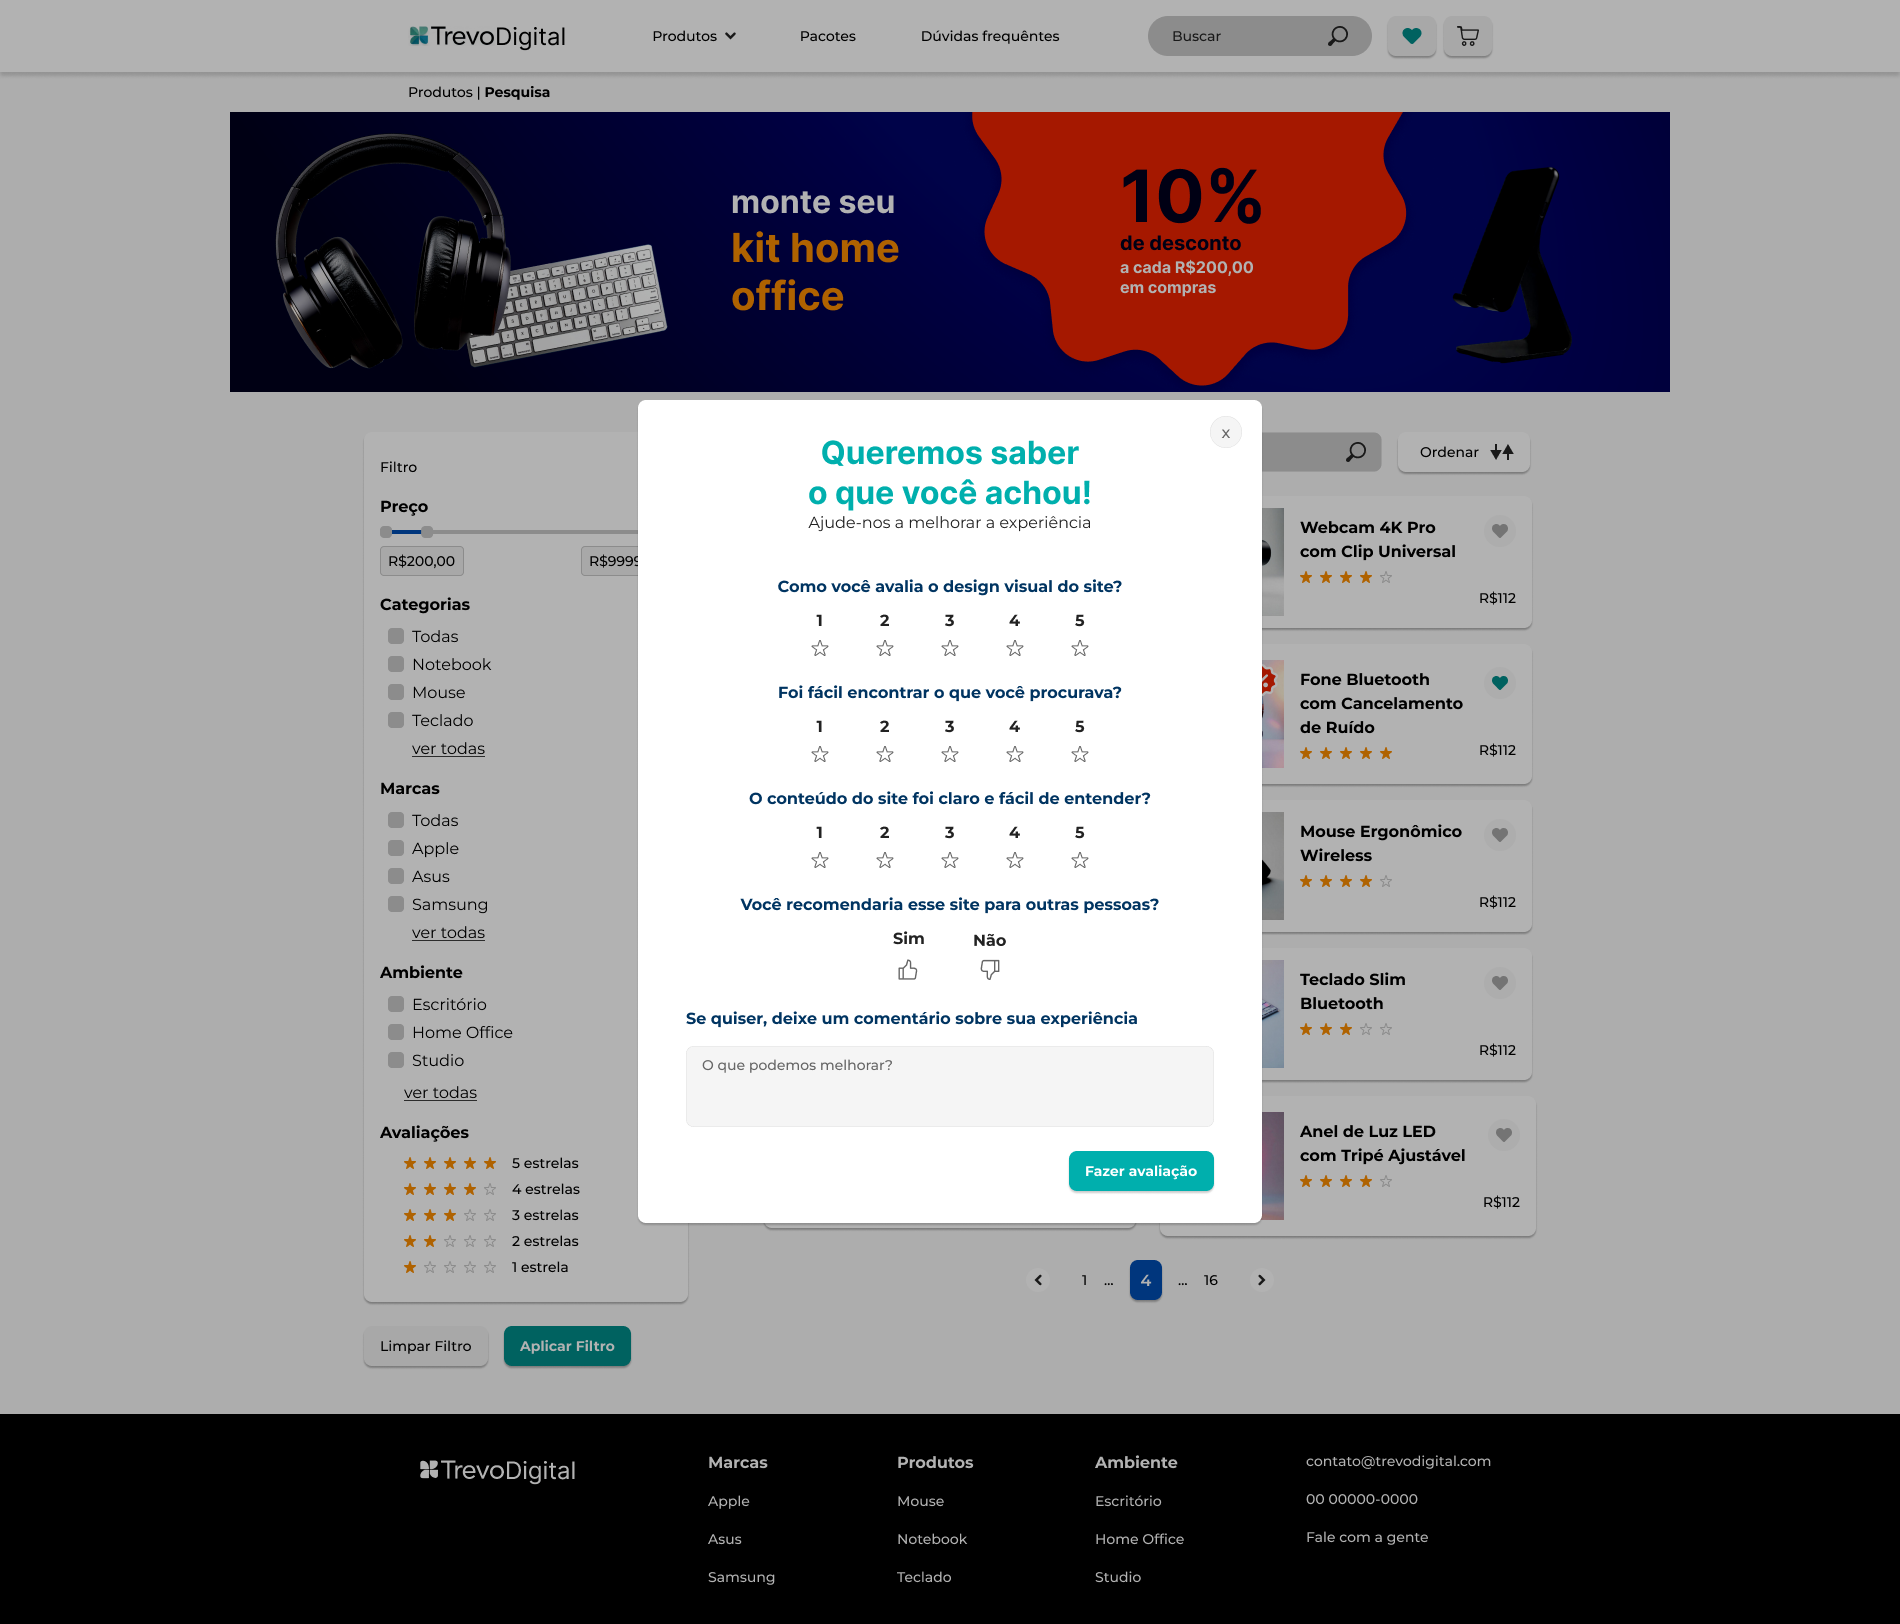 TrevoDigital
Produtos
Pacotes
Dúvidas frequêntes
Buscar
Produtos | Pesquisa
monte seu
kit home
office
10%
de desconto
a cada R$200,00
em compras
Filtro
Preço
R$200,00
R$9999
Categorias
Todas
Notebook
Mouse
Teclado
ver todas
Marcas
Todas
Apple
Asus
Samsung
ver todas
Ambiente
Escritório
Home Office
Studio
ver todas
Avaliações
5 estrelas
4 estrelas
3 estrelas
2 estrelas
1 estrela
Limpar Filtro
Aplicar Filtro
x
Queremos saber
o que você achou!
Ajude-nos a melhorar a experiência
Como você avalia o design visual do site?
1 2 3 4 5
Foi fácil encontrar o que você procurava?
1 2 3 4 5
O conteúdo do site foi claro e fácil de entender?
1 2 3 4 5
Você recomendaria esse site para outras pessoas?
Sim Não
Se quiser, deixe um comentário sobre sua experiência
O que podemos melhorar?
Fazer avaliação
Ordenar
Webcam 4K Pro
com Clip Universal
R$112
Fone Bluetooth
com Cancelamento
de Ruído
R$112
Mouse Ergonômico
Wireless
R$112
Teclado Slim
Bluetooth
R$112
Anel de Luz LED
com Tripé Ajustável
R$112
1 ... 4 ... 16
TrevoDigital
Marcas
Apple
Asus
Samsung
Produtos
Mouse
Notebook
Teclado
Ambiente
Escritório
Home Office
Studio
contato@trevodigital.com
00 00000-0000
Fale com a gente